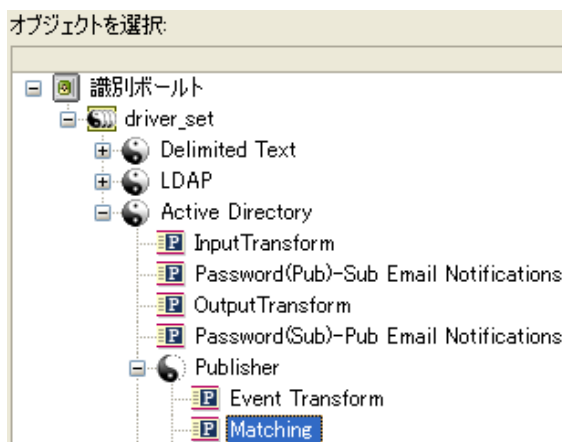 オブジェクトを選択:
識別ボールト
driver_set
Delimited Text
LDAP
Active Directory
InputTransform
Password(Pub)-Sub Email Notifications
OutputTransform
Password(Sub)-Pub Email Notifications
Publisher
Event Transform
Matching